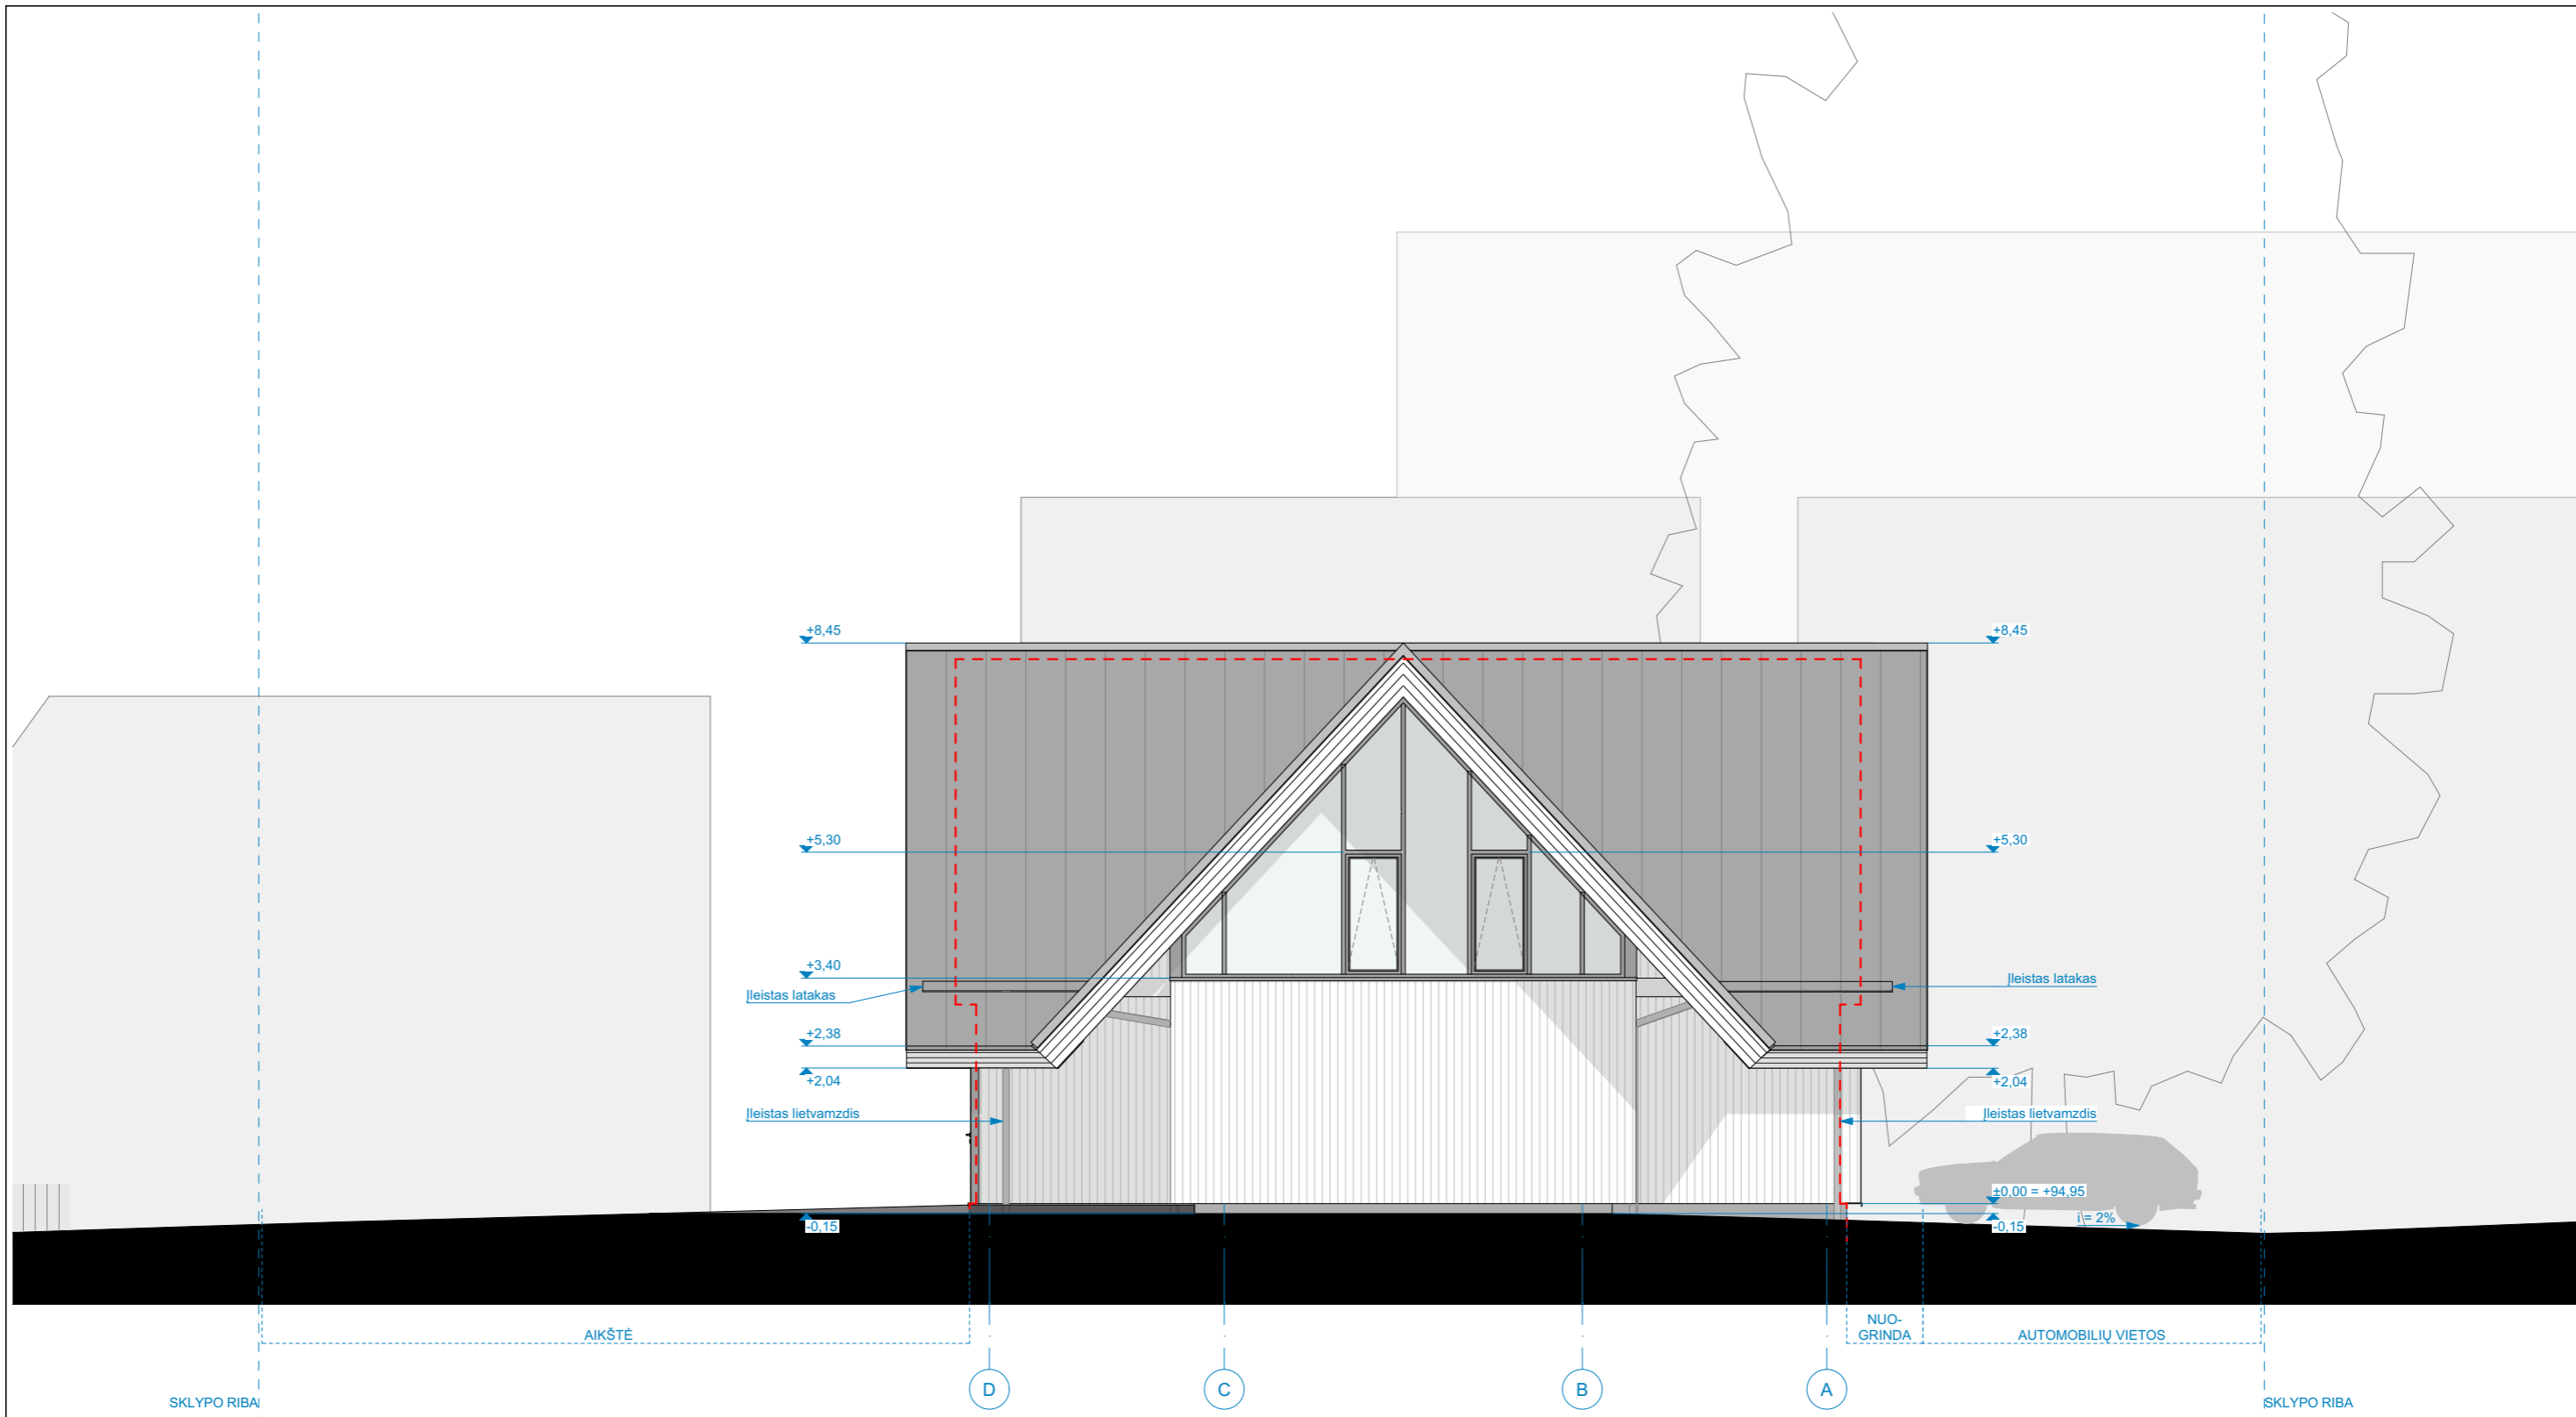 +8,45
+8,45
+5,30
+5,30
+3,40
Įleistas latakas
Įleistas latakas
+2,38
+2,38
+2,04
+2,04
Įleistas lietvamzdis
Įleistas lietvamzdis
±0,00 = +94,95
-0,15
-0,15
i = 2%
AIKŠTĖ
NUO-
GRINDA
AUTOMOBILIŲ VIETOS
D
C
B
A
SKLYPO RIBA
SKLYPO RIBA